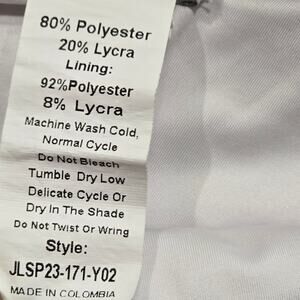 80% Polyester
20% Lycra
Lining:
92%Polyester
8% Lycra
Machine Wash Cold,
Normal Cycle
Do Not Bleach
Tumble Dry Low
Delicate Cycle Or
Dry In The Shade
Do Not Twist Or Wring
Style:
JLSP23-171-Y02
MADE IN COLOMBIA